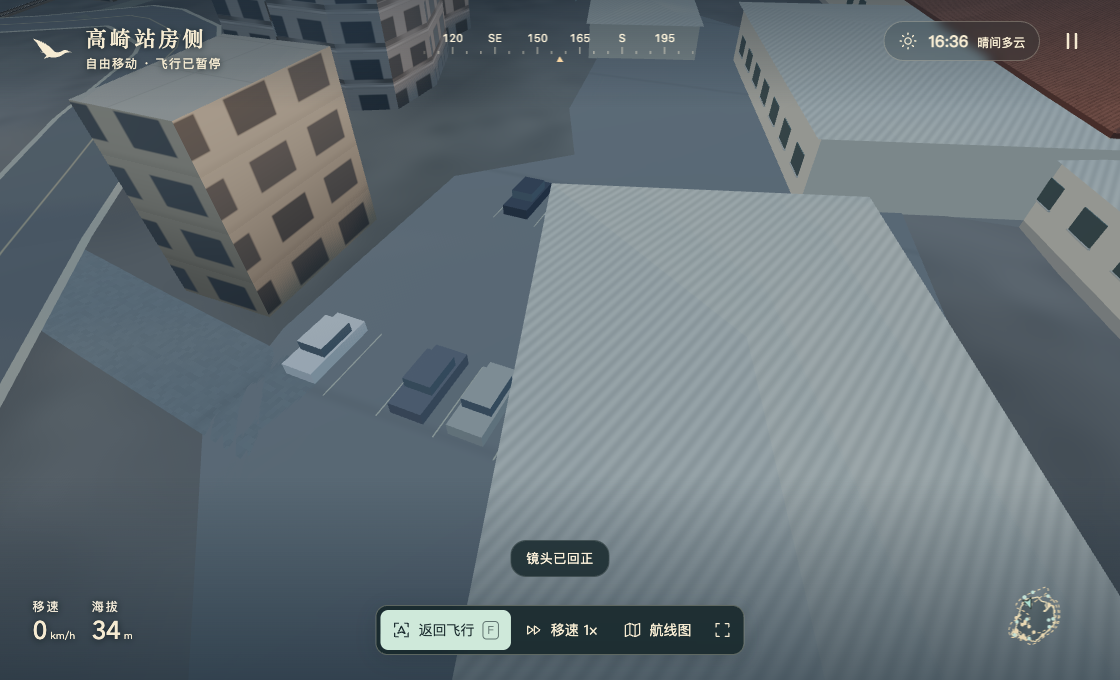 高崎站房侧
自由移动 · 飞行已暂停
120 SE 150 165 S 195
16:36 晴间多云
镜头已回正
移速 海拔
0 km/h 34 m
返回飞行 F 移速 1x 航线图